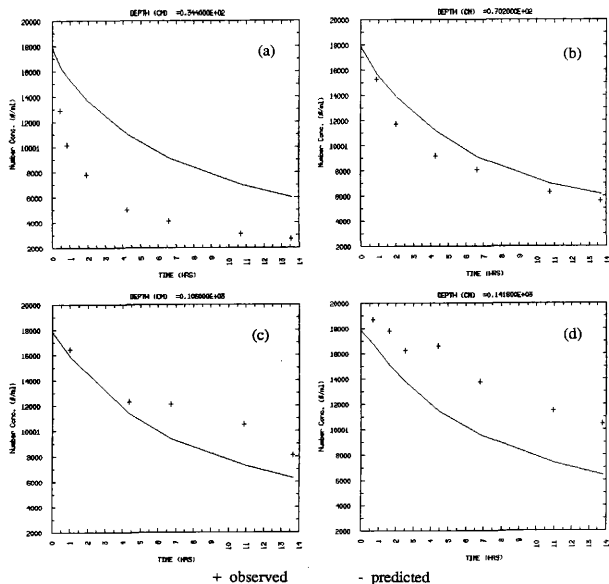 DEPTH (CM) =0.344000E+02
(a)
Number Conc. (#/ml)
20000
18000
16000
14000
12000
10001
8000
6000
4000
2000
0 1 2 3 4 5 6 7 8 9 10 11 12 13 14
TIME (HRS)
DEPTH (CM) =0.702000E+02
(b)
Number Conc. (#/ml)
20000
18000
16000
14000
12000
10001
8000
6000
4000
2000
0 1 2 3 4 5 6 7 8 9 10 11 12 13 14
TIME (HRS)
DEPTH (CM) =0.106000E+03
(c)
Number Conc. (#/ml)
20000
18000
16000
14000
12000
10001
8000
6000
4000
2000
0 1 2 3 4 5 6 7 8 9 10 11 12 13 14
TIME (HRS)
DEPTH (CM) =0.141800E+03
(d)
Number Conc. (#/ml)
20000
18000
16000
14000
12000
10001
8000
6000
4000
2000
0 1 2 3 4 5 6 7 8 9 10 11 12 13 14
TIME (HRS)
+ observed - predicted